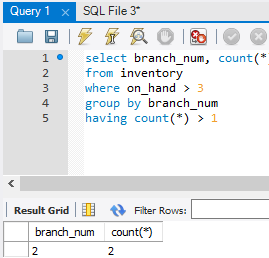 Query 1 SQL File 3*
1 select branch_num, count(*
2 from inventory
3 where on_hand > 3
4 group by branch_num
5 having count(*) > 1
Result Grid Filter Rows:
branch_num count(*)
2 2